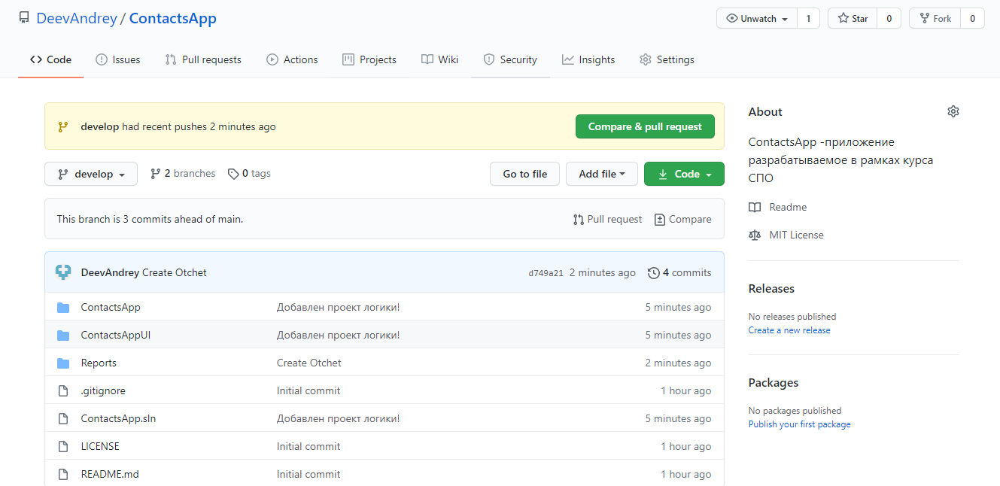 DeevAndrey / ContactsApp
Unwatch 1 Star 0 Fork 0
Code Issues Pull requests Actions Projects Wiki Security Insights Settings
develop had recent pushes 2 minutes ago Compare & pull request
develop 2 branches 0 tags Go to file Add file Code
This branch is 3 commits ahead of main. Pull request Compare
DeevAndrey Create Otchet d749a21 2 minutes ago 4 commits
ContactsApp Добавлен проект логики! 5 minutes ago
ContactsAppUI Добавлен проект логики! 5 minutes ago
Reports Create Otchet 2 minutes ago
.gitignore Initial commit 1 hour ago
ContactsApp.sln Добавлен проект логики! 5 minutes ago
LICENSE Initial commit 1 hour ago
README.md Initial commit 1 hour ago
About
ContactsApp -приложение
разрабатываемое в рамках курса
СПО
Readme
MIT License
Releases
No releases published
Create a new release
Packages
No packages published
Publish your first package